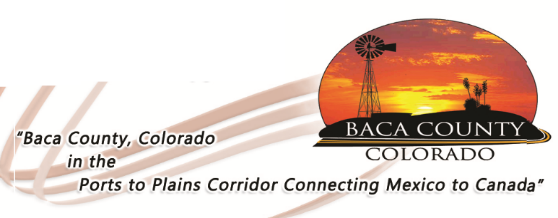 BACA COUNTY
COLORADO
"Baca County, Colorado
in the
Ports to Plains Corridor Connecting Mexico to Canada"